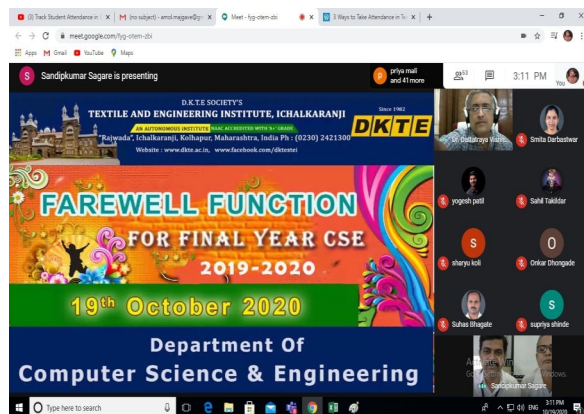 (3) Track Student Attendance in
M (no subject) - amol.majgave@g
Meet - fyg-otem-zbi
3 Ways to Take Attendance in
meet.google.com/fyg-otem-zbi
Apps Gmail YouTube Maps
S Sandipkumar Sagare is presenting
p priya mali
and 41 more
53
3:11 PM
You
D.K.T.E SOCIETY'S
TEXTILE AND ENGINEERING INSTITUTE, ICHALKARANJI
AN AUTONOMOUS INSTITUTE NAAC ACCREDITED WITH 'A+' GRADE
"Rajwada", Ichalkaranji, Kolhapur, Maharashtra, India Ph : (0230) 2421300
Website : www.dkte.ac.in, www.facebook.com/dktestei
Since 1982
DKTE
FAREWELL FUNCTION
FOR FINAL YEAR CSE
2019-2020
19th October 2020
Department Of
Computer Science & Engineering
Smita Darbastwar
yogesh patil
Sahil Takildar
S
sharyu koli
O
Onkar Dhongade
Suhas Bhagate
S
supriya shinde
Sandipkumar Sagare
Type here to search
ENG
3:11 PM
10/19/2020